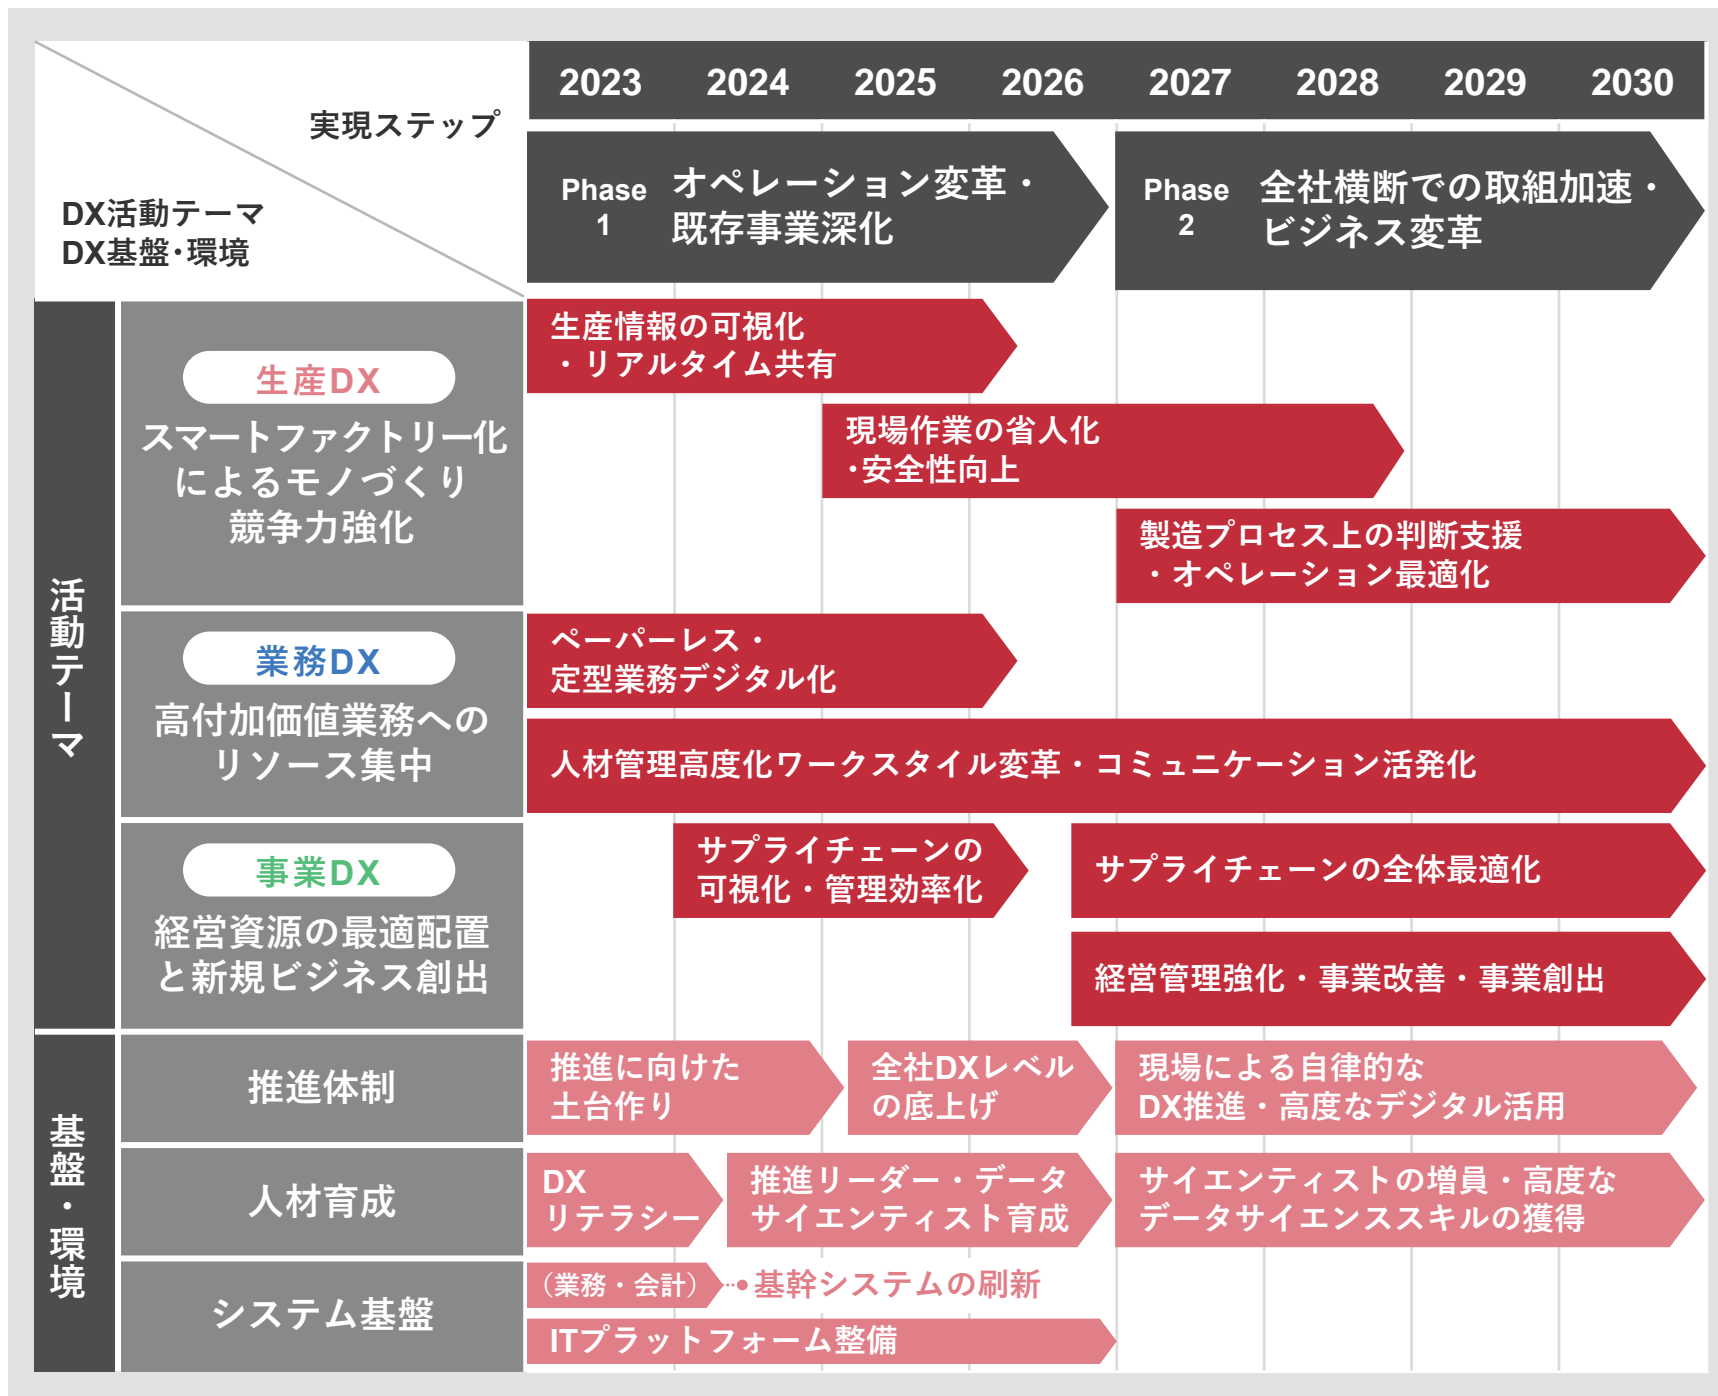 実現ステップ
DX活動テーマ
DX基盤・環境
2023 2024 2025 2026 2027 2028 2029 2030
Phase
1
オペレーション変革・
既存事業深化
Phase
2
全社横断での取組加速・
ビジネス変革
活動テーマ
生産DX
スマートファクトリー化
によるモノづくり
競争力強化
生産情報の可視化
・リアルタイム共有
現場作業の省人化
・安全性向上
製造プロセス上の判断支援
・オペレーション最適化
業務DX
高付加価値業務への
リソース集中
ペーパーレス・
定型業務デジタル化
人材管理高度化ワークスタイル変革・コミュニケーション活発化
事業DX
経営資源の最適配置
と新規ビジネス創出
サプライチェーンの
可視化・管理効率化
サプライチェーンの全体最適化
経営管理強化・事業改善・事業創出
基盤・環境
推進体制
推進に向けた
土台作り
全社DXレベル
の底上げ
現場による自律的な
DX推進・高度なデジタル活用
人材育成
DX
リテラシー
推進リーダー・データ
サイエンティスト育成
サイエンティストの増員・高度な
データサイエンススキルの獲得
システム基盤
（業務・会計）
基幹システムの刷新
ITプラットフォーム整備